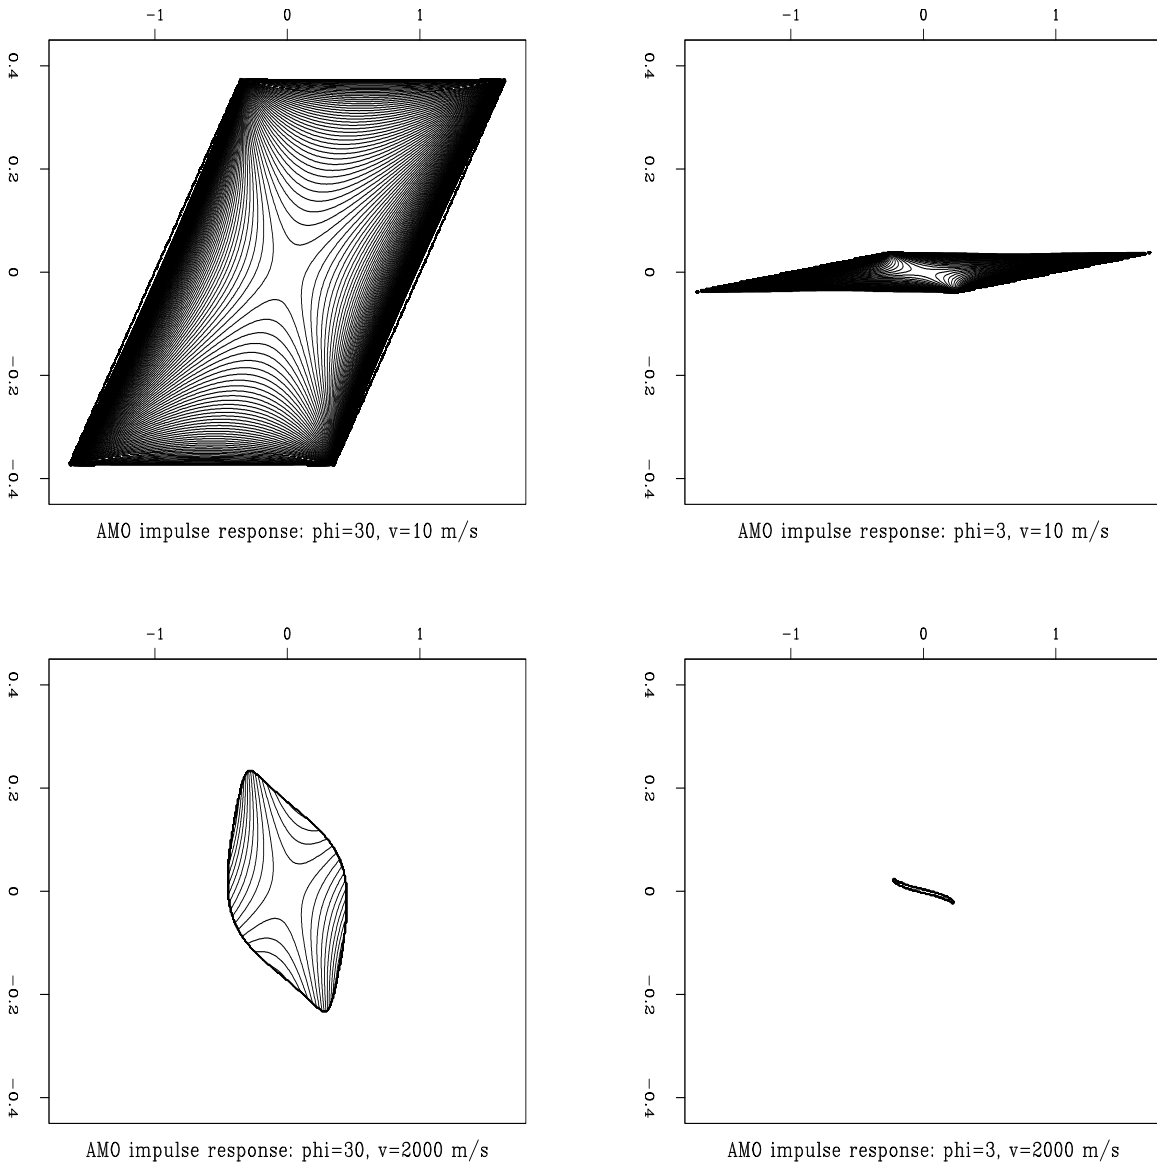 -1 0 1
0.4
0.2
0
-0.2
-0.4
AMO impulse response: phi=30, v=10 m/s
-1 0 1
0.4
0.2
0
-0.2
-0.4
AMO impulse response: phi=3, v=10 m/s
-1 0 1
0.4
0.2
0
-0.2
-0.4
AMO impulse response: phi=30, v=2000 m/s
-1 0 1
0.4
0.2
0
-0.2
-0.4
AMO impulse response: phi=3, v=2000 m/s